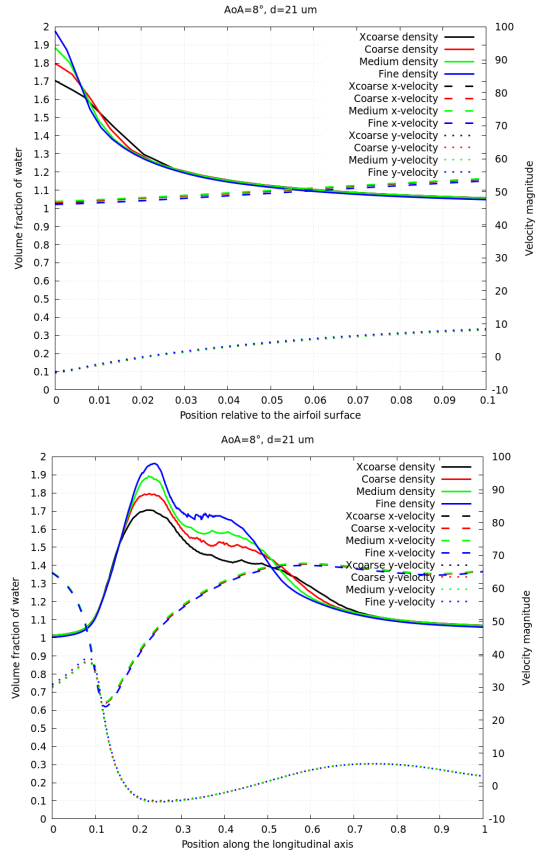 AoA=8°, d=21 um
Volume fraction of water
Velocity magnitude
2
1.9
1.8
1.7
1.6
1.5
1.4
1.3
1.2
1.1
1
0.9
0.8
0.7
0.6
0.5
0.4
0.3
0.2
0.1
0
100
90
80
70
60
50
40
30
20
10
0
-10
Xcoarse density
Coarse density
Medium density
Fine density
Xcoarse x-velocity
Coarse x-velocity
Medium x-velocity
Fine x-velocity
Xcoarse y-velocity
Coarse y-velocity
Medium y-velocity
Fine y-velocity
0 0.01 0.02 0.03 0.04 0.05 0.06 0.07 0.08 0.09 0.1
Position relative to the airfoil surface
AoA=8°, d=21 um
Volume fraction of water
Velocity magnitude
2
1.9
1.8
1.7
1.6
1.5
1.4
1.3
1.2
1.1
1
0.9
0.8
0.7
0.6
0.5
0.4
0.3
0.2
0.1
0
100
90
80
70
60
50
40
30
20
10
0
-10
Xcoarse density
Coarse density
Medium density
Fine density
Xcoarse x-velocity
Coarse x-velocity
Medium x-velocity
Fine x-velocity
Xcoarse y-velocity
Coarse y-velocity
Medium y-velocity
Fine y-velocity
0 0.1 0.2 0.3 0.4 0.5 0.6 0.7 0.8 0.9 1
Position along the longitudinal axis